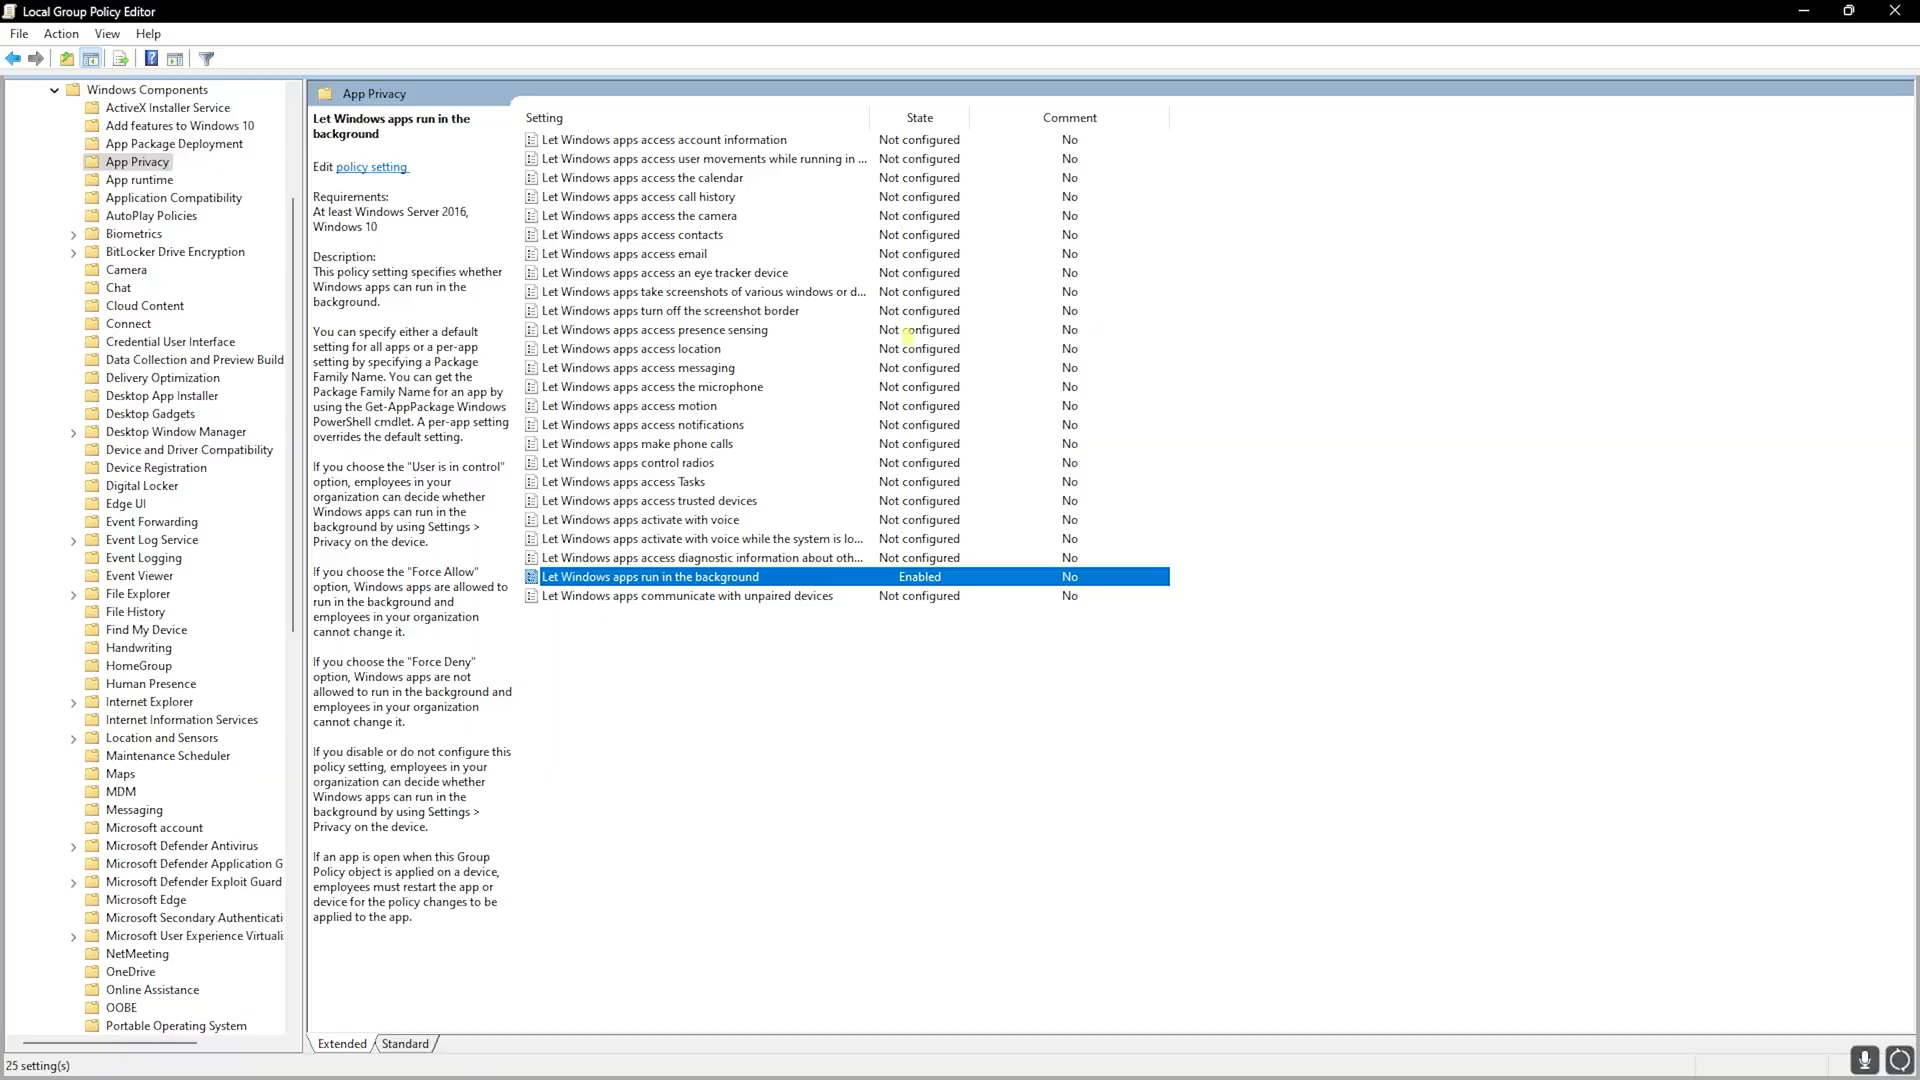 Local Group Policy Editor
File Action View Help
Windows Components
ActiveX Installer Service
Add features to Windows 10
App Package Deployment
App Privacy
App runtime
Application Compatibility
AutoPlay Policies
Biometrics
BitLocker Drive Encryption
Camera
Chat
Cloud Content
Connect
Credential User Interface
Data Collection and Preview Build
Delivery Optimization
Desktop App Installer
Desktop Gadgets
Desktop Window Manager
Device and Driver Compatibility
Device Registration
Digital Locker
Edge UI
Event Forwarding
Event Log Service
Event Logging
Event Viewer
File Explorer
File History
Find My Device
Handwriting
HomeGroup
Human Presence
Internet Explorer
Internet Information Services
Location and Sensors
Maintenance Scheduler
Maps
MDM
Messaging
Microsoft account
Microsoft Defender Antivirus
Microsoft Defender Application G
Microsoft Defender Exploit Guard
Microsoft Edge
Microsoft Secondary Authenticati
Microsoft User Experience Virtuali
NetMeeting
OneDrive
Online Assistance
OOBE
Portable Operating System
App Privacy
Let Windows apps run in the
background
Edit policy setting
Requirements:
At least Windows Server 2016,
Windows 10
Description:
This policy setting specifies whether
Windows apps can run in the
background.
You can specify either a default
setting for all apps or a per-app
setting by specifying a Package
Family Name. You can get the
Package Family Name for an app by
using the Get-AppPackage Windows
PowerShell cmdlet. A per-app setting
overrides the default setting.
If you choose the "User is in control"
option, employees in your
organization can decide whether
Windows apps can run in the
background by using Settings >
Privacy on the device.
If you choose the "Force Allow"
option, Windows apps are allowed to
run in the background and
employees in your organization
cannot change it.
If you choose the "Force Deny"
option, Windows apps are not
allowed to run in the background and
employees in your organization
cannot change it.
If you disable or do not configure this
policy setting, employees in your
organization can decide whether
Windows apps can run in the
background by using Settings >
Privacy on the device.
If an app is open when this Group
Policy object is applied on a device,
employees must restart the app or
device for the policy changes to be
applied to the app.
Setting State Comment
Let Windows apps access account information Not configured No
Let Windows apps access user movements while running in ... Not configured No
Let Windows apps access the calendar Not configured No
Let Windows apps access call history Not configured No
Let Windows apps access the camera Not configured No
Let Windows apps access contacts Not configured No
Let Windows apps access email Not configured No
Let Windows apps access an eye tracker device Not configured No
Let Windows apps take screenshots of various windows or d... Not configured No
Let Windows apps turn off the screenshot border Not configured No
Let Windows apps access presence sensing Not configured No
Let Windows apps access location Not configured No
Let Windows apps access messaging Not configured No
Let Windows apps access the microphone Not configured No
Let Windows apps access motion Not configured No
Let Windows apps access notifications Not configured No
Let Windows apps make phone calls Not configured No
Let Windows apps control radios Not configured No
Let Windows apps access Tasks Not configured No
Let Windows apps access trusted devices Not configured No
Let Windows apps activate with voice Not configured No
Let Windows apps activate with voice while the system is lo... Not configured No
Let Windows apps access diagnostic information about oth... Not configured No
Let Windows apps run in the background Enabled No
Let Windows apps communicate with unpaired devices Not configured No
Extended Standard
25 setting(s)